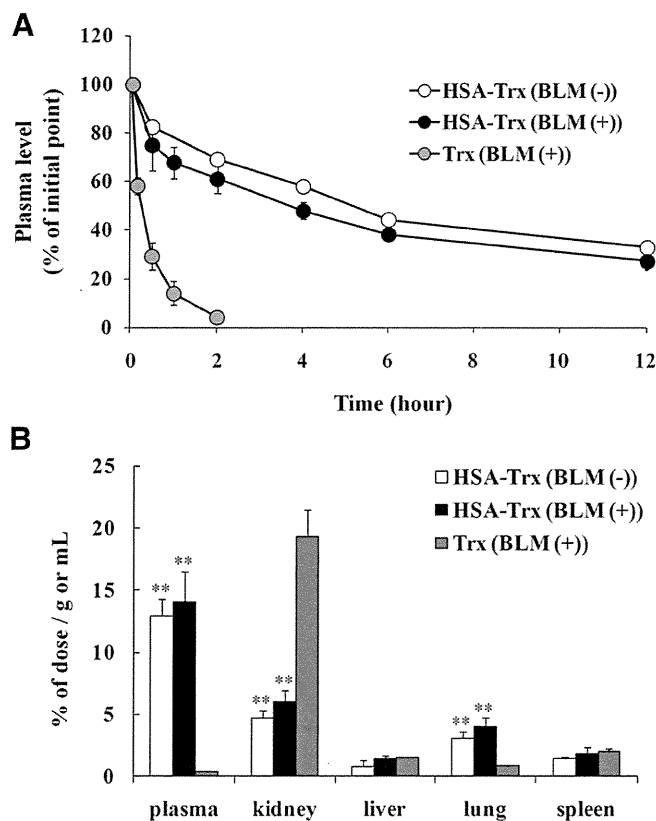 A
120
100
80
60
40
20
0
Plasma level
(% of initial point)
HSA-Trx (BLM (-))
HSA-Trx (BLM (+))
Trx (BLM (+))
0 2 4 6 8 10 12
Time (hour)
B
25
20
15
10
5
0
% of dose / g or mL
HSA-Trx (BLM (-))
HSA-Trx (BLM (+))
Trx (BLM (+))
** **
** **
** **
plasma kidney liver lung spleen